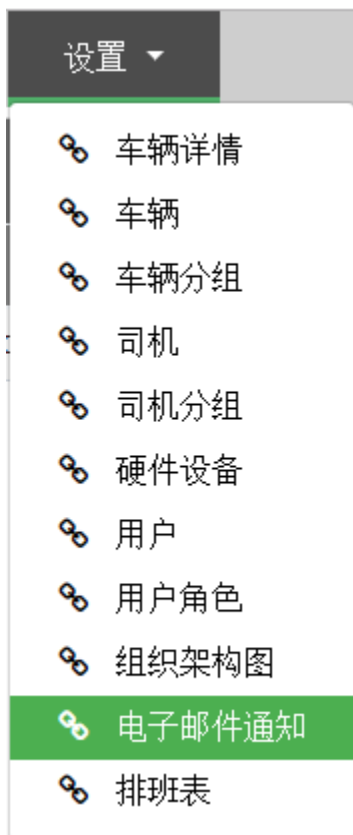 设置
车辆详情
车辆
车辆分组
司机
司机分组
硬件设备
用户
用户角色
组织架构图
电子邮件通知
排班表